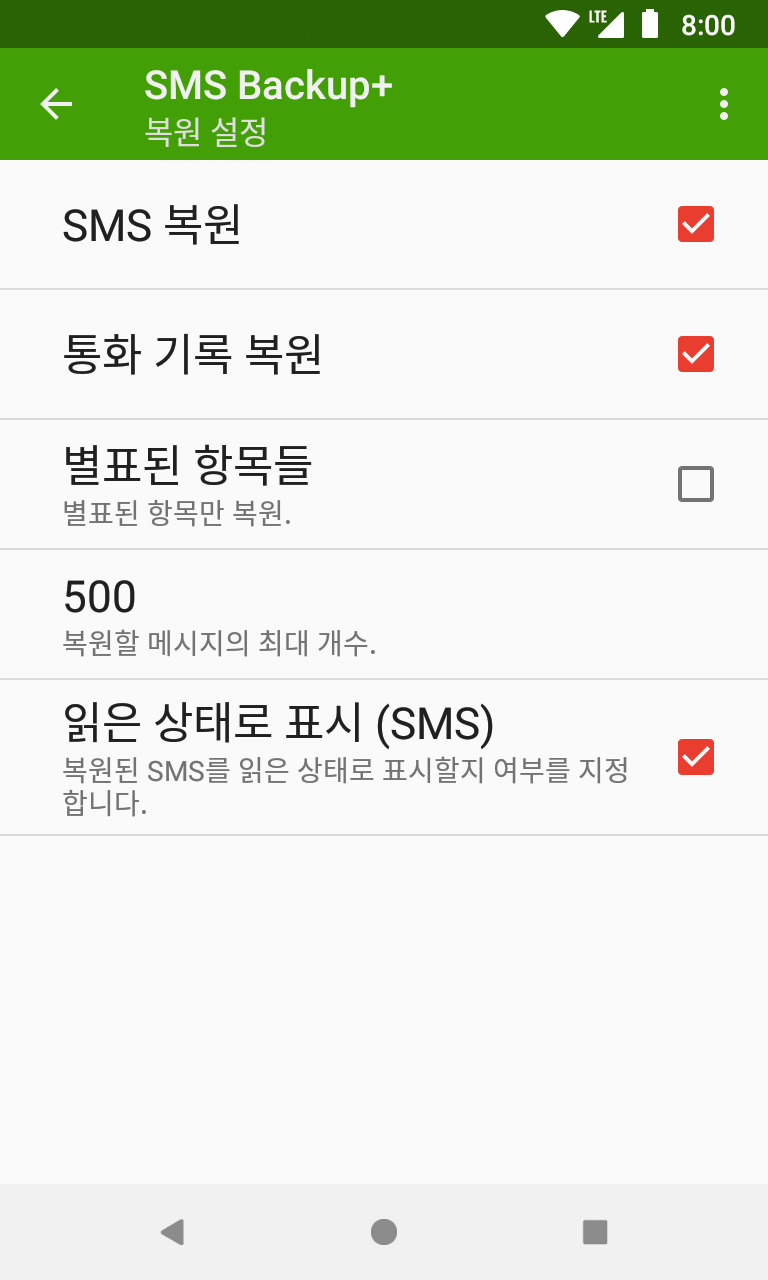 LTE 8:00
SMS Backup+
복원 설정
SMS 복원
통화 기록 복원
별표된 항목들
별표된 항목만 복원.
500
복원할 메시지의 최대 개수.
읽은 상태로 표시 (SMS)
복원된 SMS를 읽은 상태로 표시할지 여부를 지정
합니다.